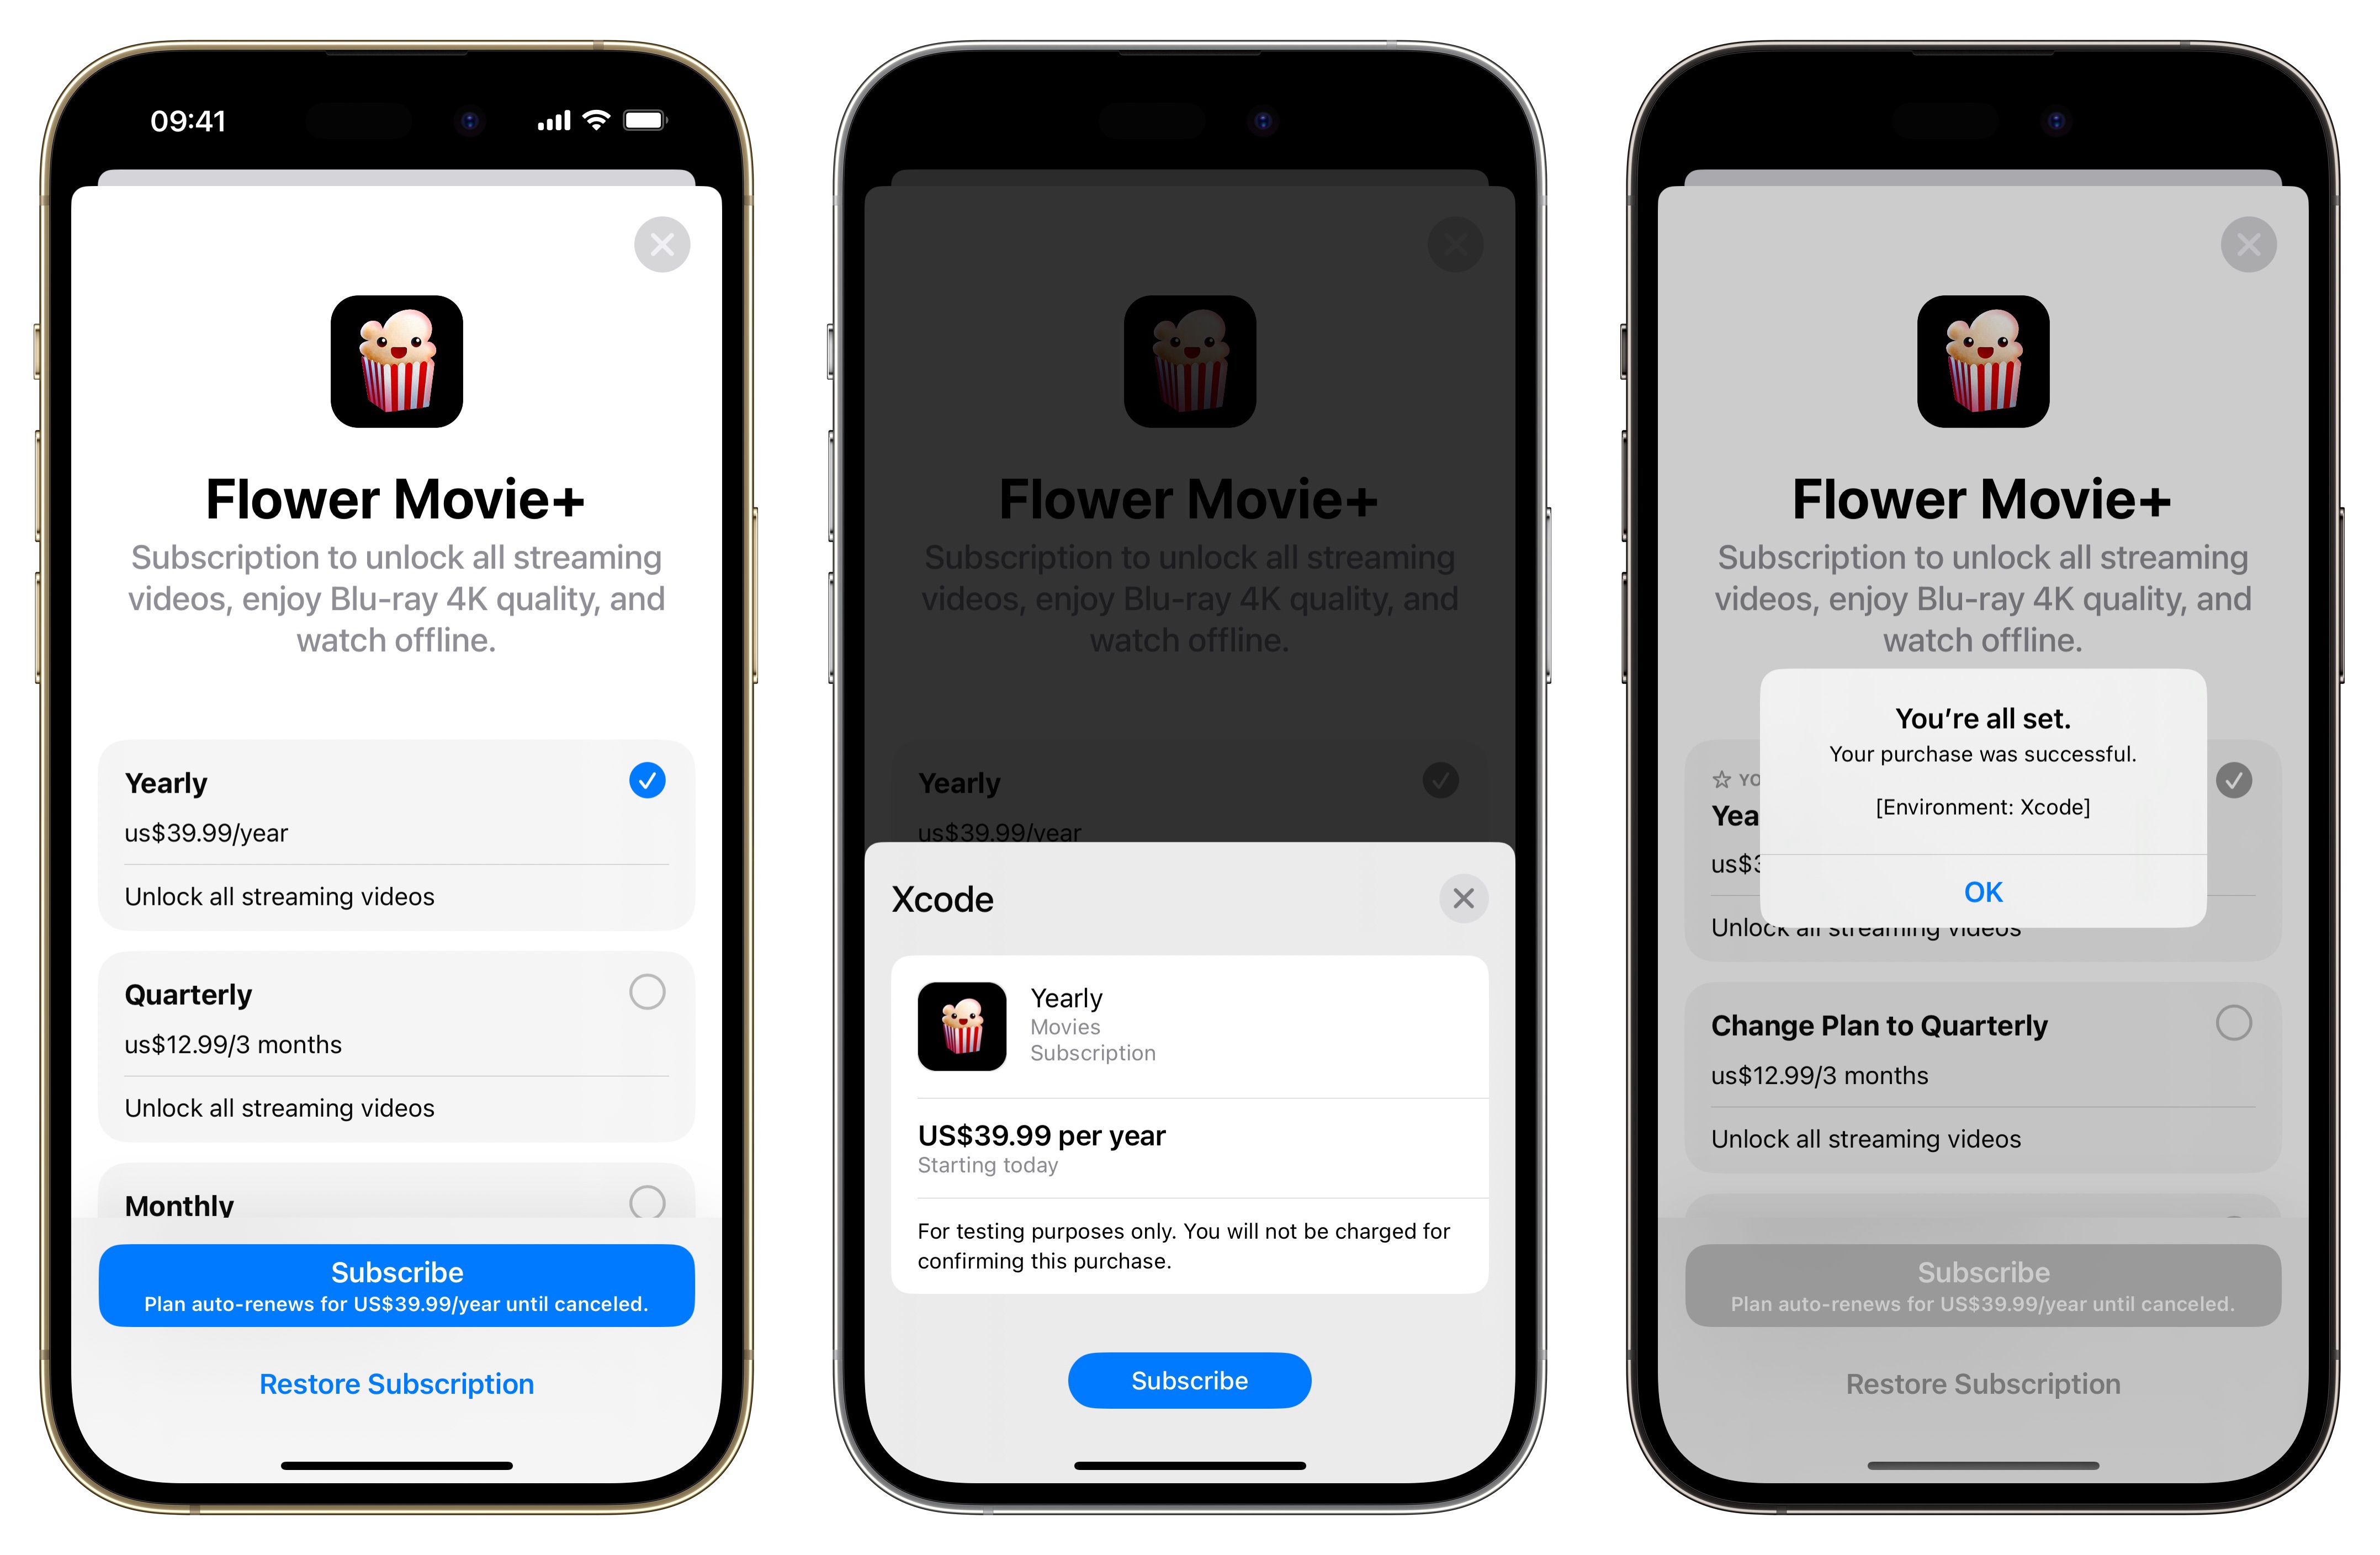 09:41
Flower Movie+
Subscription to unlock all streaming
videos, enjoy Blu-ray 4K quality, and
watch offline.
Yearly
us$39.99/year
Unlock all streaming videos
Quarterly
us$12.99/3 months
Unlock all streaming videos
Monthly
Subscribe
Plan auto-renews for US$39.99/year until canceled.
Restore Subscription
Flower Movie+
Subscription to unlock all streaming
videos, enjoy Blu-ray 4K quality, and
watch offline.
Yearly
us$39.99/year
Xcode
Yearly
Movies
Subscription
US$39.99 per year
Starting today
For testing purposes only. You will not be charged for
confirming this purchase.
Subscribe
Flower Movie+
Subscription to unlock all streaming
videos, enjoy Blu-ray 4K quality, and
watch offline.
You’re all set.
Your purchase was successful.
[Environment: Xcode]
OK
YO
Yea
us$3
Unlock all streaming videos
Change Plan to Quarterly
us$12.99/3 months
Unlock all streaming videos
Subscribe
Plan auto-renews for US$39.99/year until canceled.
Restore Subscription